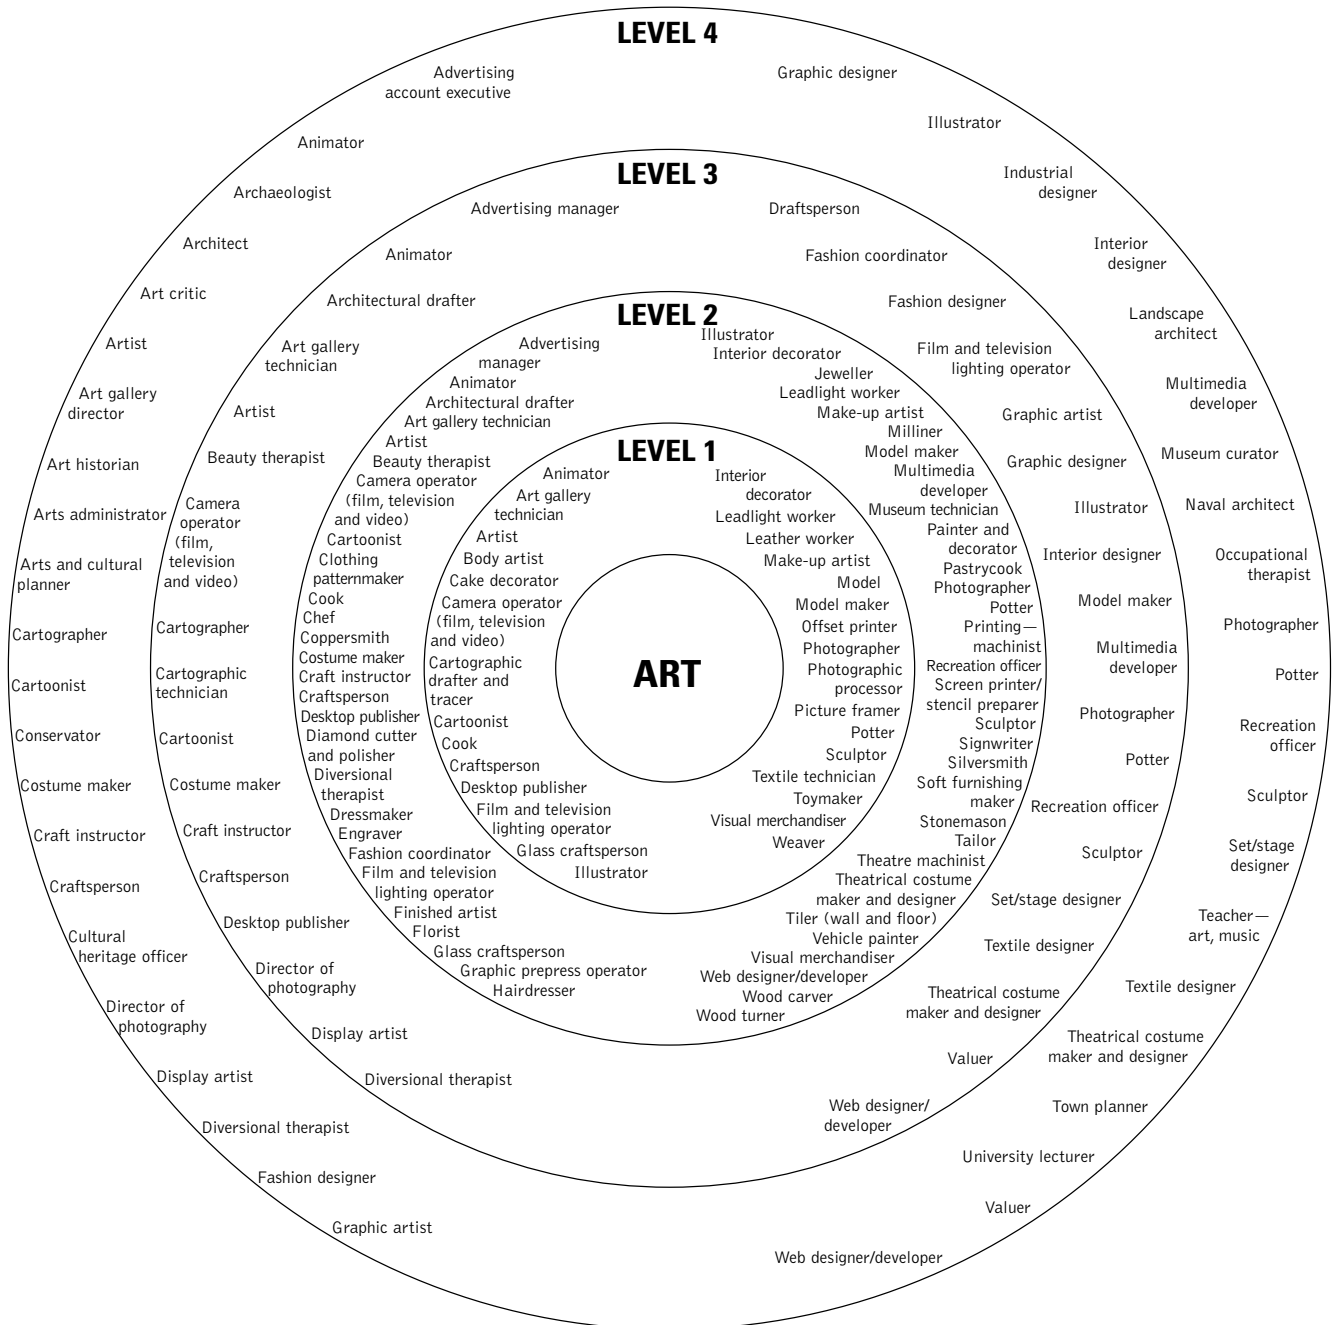 LEVEL 4
Advertising
account executive
Animator
Archaeologist
Architect
Art critic
Artist
Art gallery
director
Art historian
Arts administrator
Arts and cultural
planner
Cartographer
Cartoonist
Conservator
Costume maker
Craft instructor
Craftsperson
Cultural
heritage officer
Director of
photography
Display artist
Diversional therapist
Fashion designer
Graphic artist
Graphic designer
Illustrator
Industrial
designer
Interior
designer
Landscape
architect
Multimedia
developer
Museum curator
Naval architect
Occupational
therapist
Photographer
Potter
Recreation
officer
Sculptor
Set/stage
designer
Teacher—
art, music
Textile designer
Theatrical costume
maker and designer
Town planner
University lecturer
Valuer
Web designer/developer
LEVEL 3
Advertising manager
Animator
Architectural drafter
Art gallery
technician
Artist
Beauty therapist
Camera
operator
(film,
television
and video)
Cartographer
Cartographic
technician
Cartoonist
Costume maker
Craft instructor
Craftsperson
Desktop publisher
Director of
photography
Display artist
Diversional therapist
Draftsperson
Fashion coordinator
Fashion designer
Film and television
lighting operator
Graphic artist
Graphic designer
Illustrator
Interior designer
Model maker
Multimedia
developer
Photographer
Potter
Recreation officer
Sculptor
Set/stage designer
Textile designer
Theatrical costume
maker and designer
Valuer
Web designer/
developer
LEVEL 2
Advertising
manager
Animator
Architectural drafter
Art gallery technician
Artist
Beauty therapist
Camera operator
(film, television
and video)
Cartoonist
Clothing
patternmaker
Cook
Chef
Coppersmith
Costume maker
Craft instructor
Craftsperson
Desktop publisher
Diamond cutter
and polisher
Diversional
therapist
Dressmaker
Engraver
Fashion coordinator
Film and television
lighting operator
Finished artist
Florist
Glass craftsperson
Graphic prepress operator
Hairdresser
Illustrator
Interior decorator
Jeweller
Leadlight worker
Make-up artist
Milliner
Model maker
Multimedia
developer
Museum technician
Painter and
decorator
Pastrycook
Photographer
Potter
Printing—
machinist
Recreation officer
Screen printer/
stencil preparer
Sculptor
Signwriter
Silversmith
Soft furnishing
maker
Stonemason
Tailor
Theatre machinist
Theatrical costume
maker and designer
Tiler (wall and floor)
Vehicle painter
Visual merchandiser
Web designer/developer
Wood carver
Wood turner
LEVEL 1
Animator
Art gallery
technician
Artist
Body artist
Cake decorator
Camera operator
(film, television
and video)
Cartographic
drafter and
tracer
Cartoonist
Cook
Craftsperson
Desktop publisher
Film and television
lighting operator
Glass craftsperson
Illustrator
Interior
decorator
Leadlight worker
Leather worker
Make-up artist
Model
Model maker
Offset printer
Photographer
Photographic
processor
Picture framer
Potter
Sculptor
Textile technician
Toymaker
Visual merchandiser
Weaver
ART